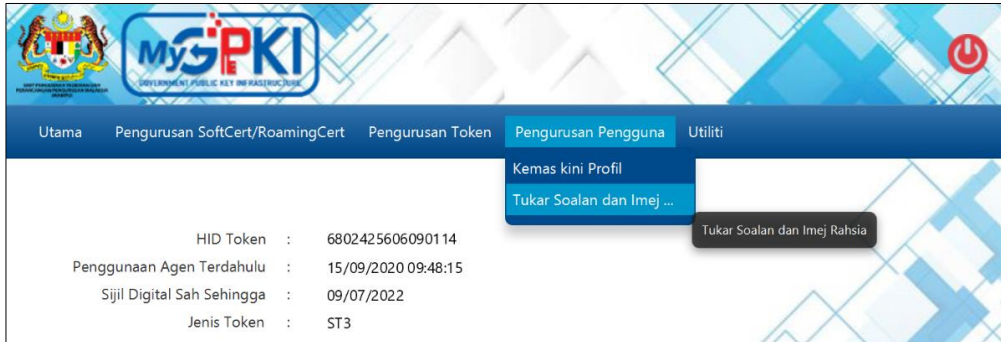 MyGPKI
GOVERNMENT PUBLIC KEY INFRASTRUCTURE
Utama Pengurusan SoftCert/RoamingCert Pengurusan Token Pengurusan Pengguna Utiliti
Kemas kini Profil
Tukar Soalan dan Imej ...
Tukar Soalan dan Imej Rahsia
HID Token : 6802425606090114
Penggunaan Agen Terdahulu : 15/09/2020 09:48:15
Sijil Digital Sah Sehingga : 09/07/2022
Jenis Token : ST3